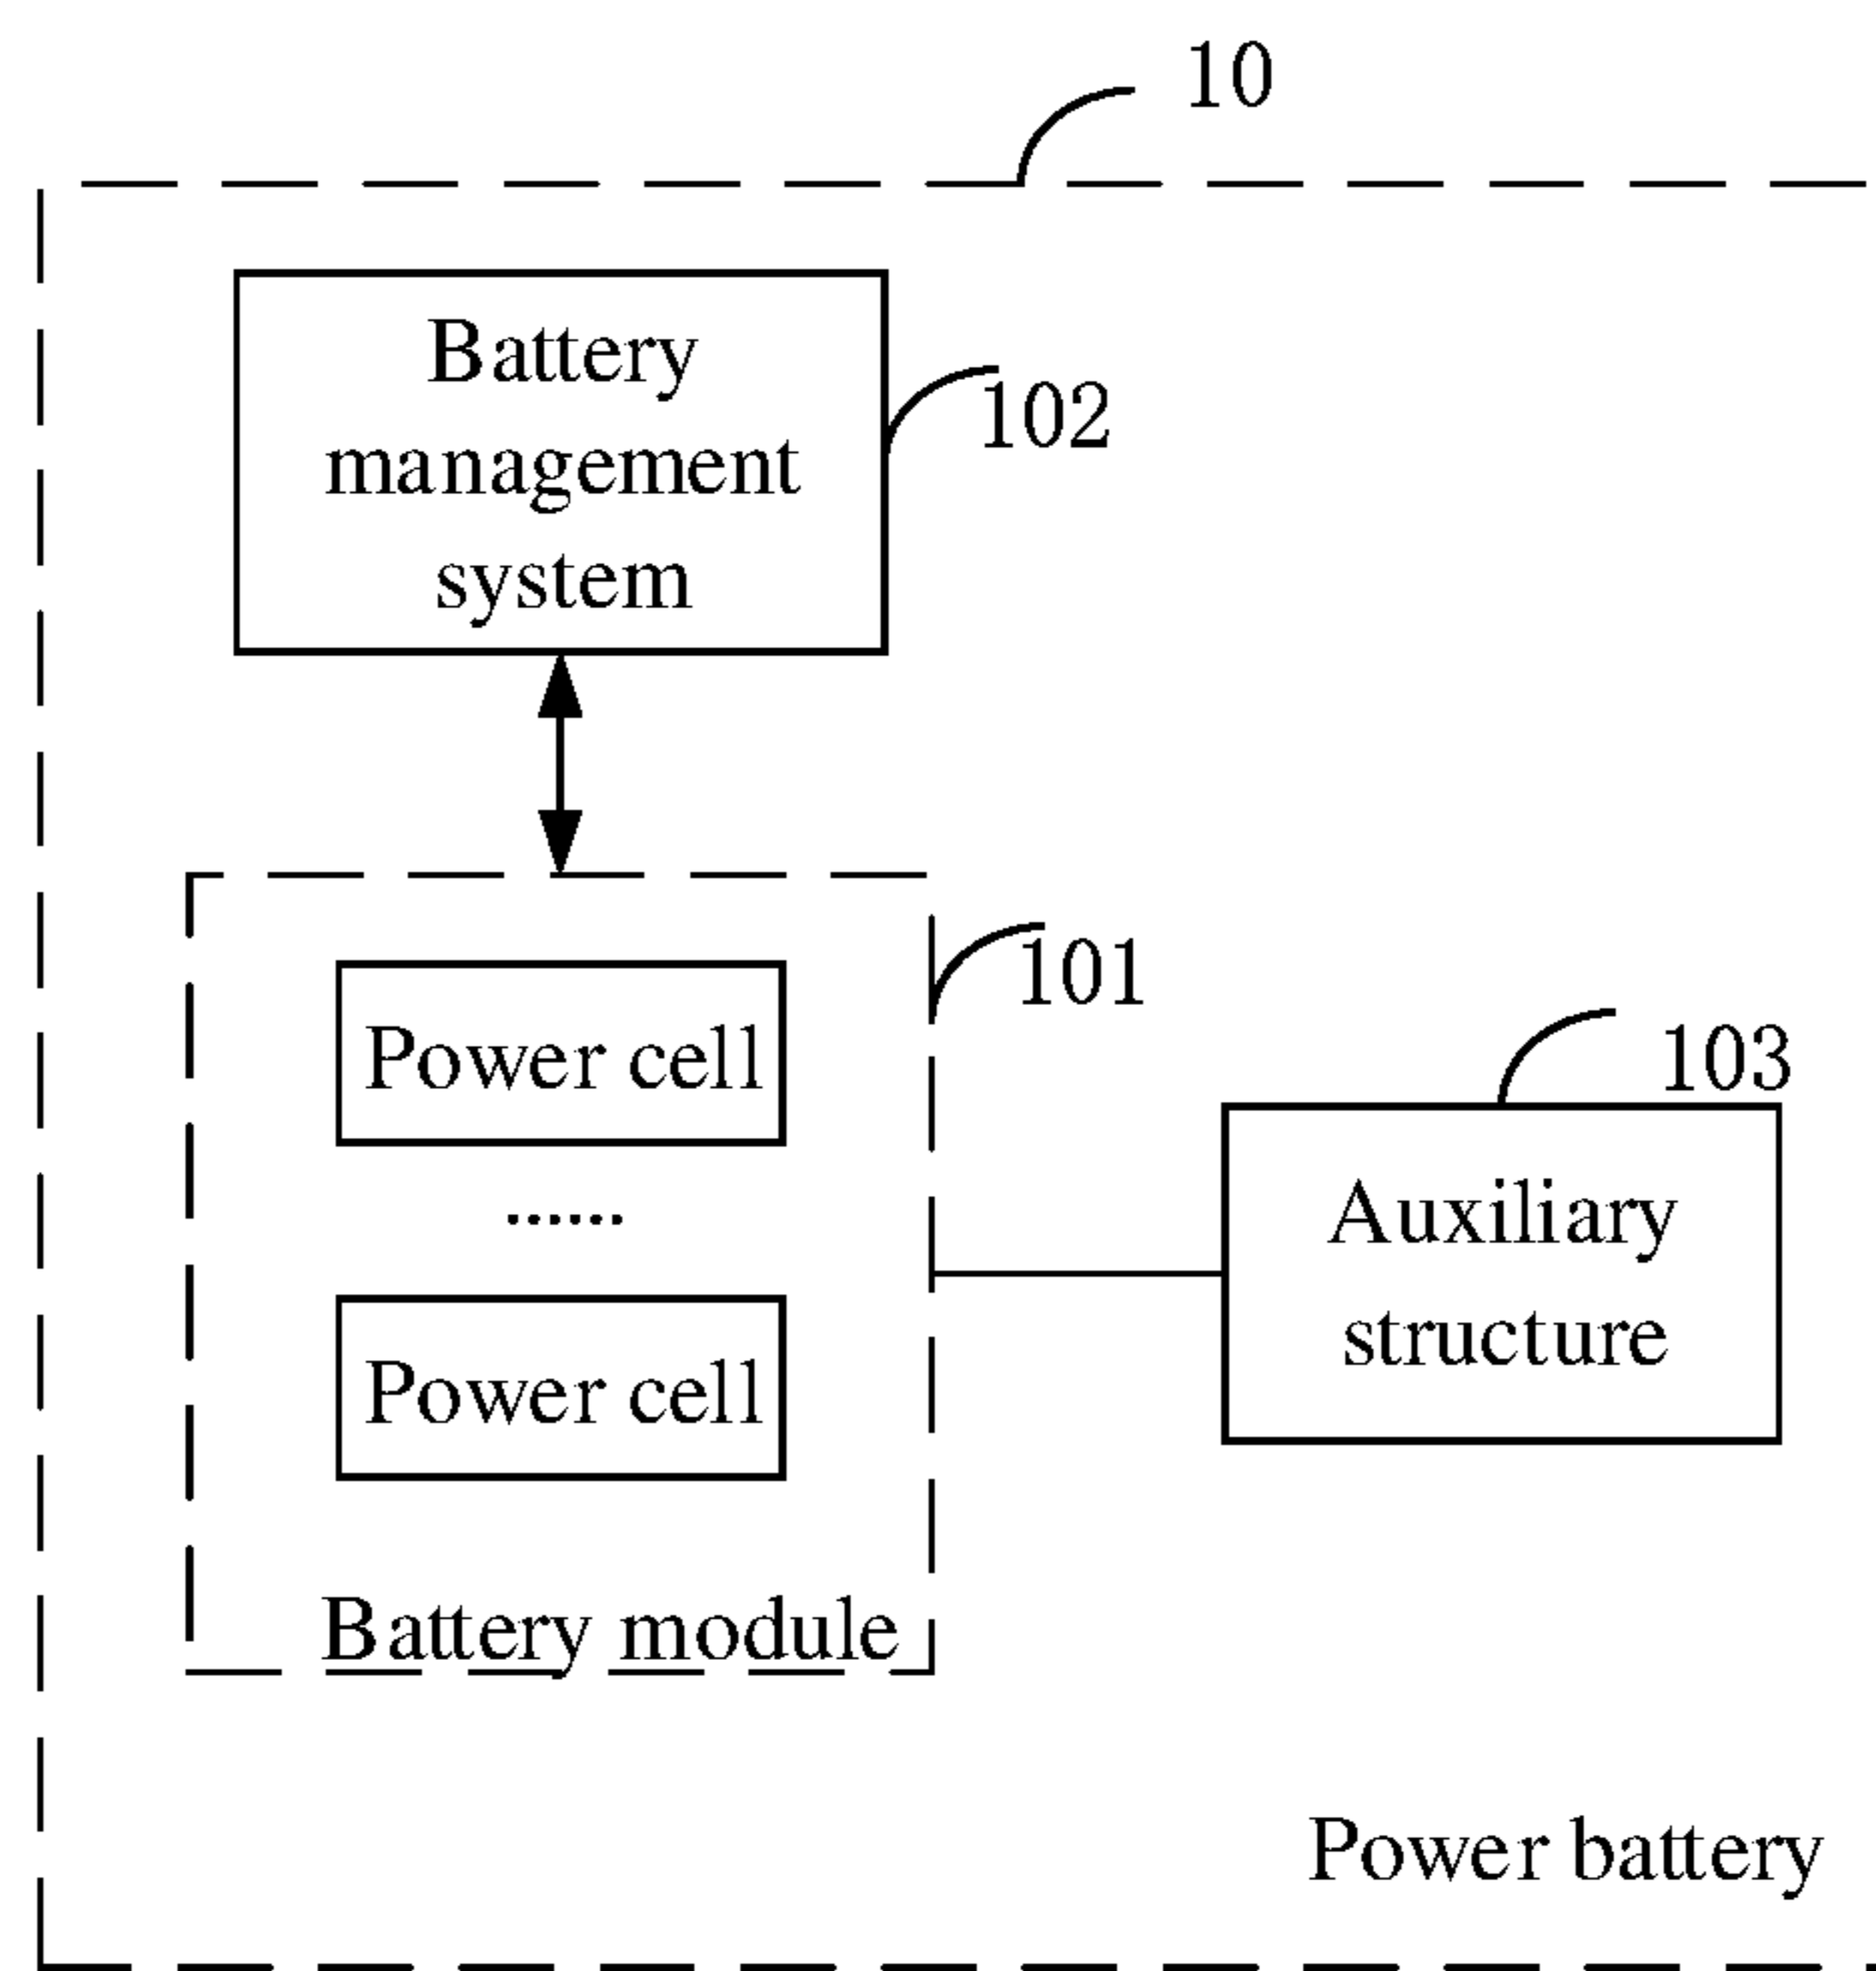 10
Battery
management
system
102
101
Power cell
103
......
Auxiliary
structure
Power cell
Battery module
Power battery